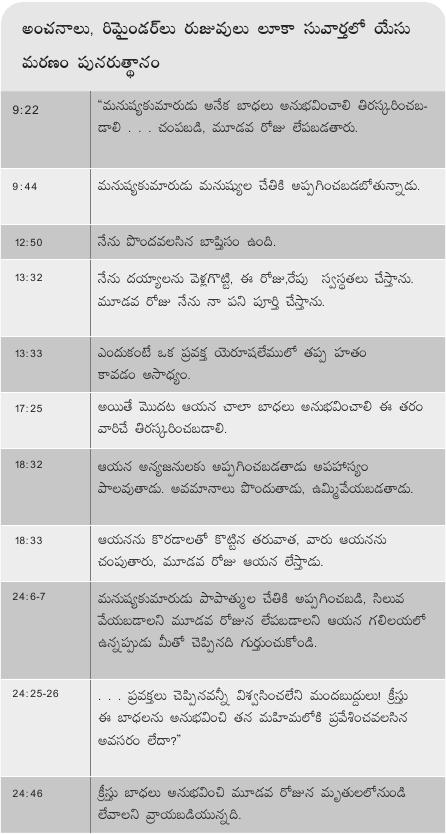 అంచనాలు, రిమైండర్‌లు రుజువులు లూకా సువార్తలో యేసు
మరణం పునరుత్థానం
9:22
“మనుష్యకుమారుడు అనేక బాధలు అనుభవించాలి తిరస్కరించబ-
డాలి . . . చంపబడి, మూడవ రోజు లేపబడతారు.
9:44
మనుష్యకుమారుడు మనుష్యుల చేతికి అప్పగించబడబోతున్నాడు.
12:50
నేను పొందవలసిన బాప్తిసం ఉంది.
13:32
నేను దయ్యాలను వెళ్లగొట్టి, ఈ రోజు,రేపు స్వస్థతలు చేస్తాను.
మూడవ రోజు నేను నా పని పూర్తి చేస్తాను.
13:33
ఎందుకంటే ఒక ప్రవక్త యెరూషలేములో తప్ప హతం
కావడం అసాధ్యం.
17:25
అయితే మొదట ఆయన చాలా బాధలు అనుభవించాలి ఈ తరం
వారిచే తిరస్కరించబడాలి.
18:32
ఆయన అన్యజనులకు అప్పగించబడతాడు అపహాస్యం
పాలవుతాడు. అవమానాలు పొందుతాడు, ఉమ్మివేయబడతాడు.
18:33
ఆయనను కొరడాలతో కొట్టిన తరువాత, వారు ఆయనను
చంపుతారు, మూడవ రోజు ఆయన లేస్తాడు.
24:6-7
మనుష్యకుమారుడు పాపాత్ముల చేతికి అప్పగించబడి, సిలువ
వేయబడాలని మూడవ రోజున లేపబడాలని ఆయన గలిలయలో
ఉన్నప్పుడు మీతో చెప్పినది గుర్తుంచుకోండి.
24:25-26
. . . ప్రవక్తలు చెప్పినవన్నీ విశ్వసించలేని మందబుద్దులు! క్రీస్తు
ఈ బాధలను అనుభవించి తన మహిమలోకి ప్రవేశించవలసిన
అవసరం లేదా?”
24:46
క్రీస్తు బాధలు అనుభవించి మూడవ రోజున మృతులలోనుండి
లేవాలని వ్రాయబడియున్నది.